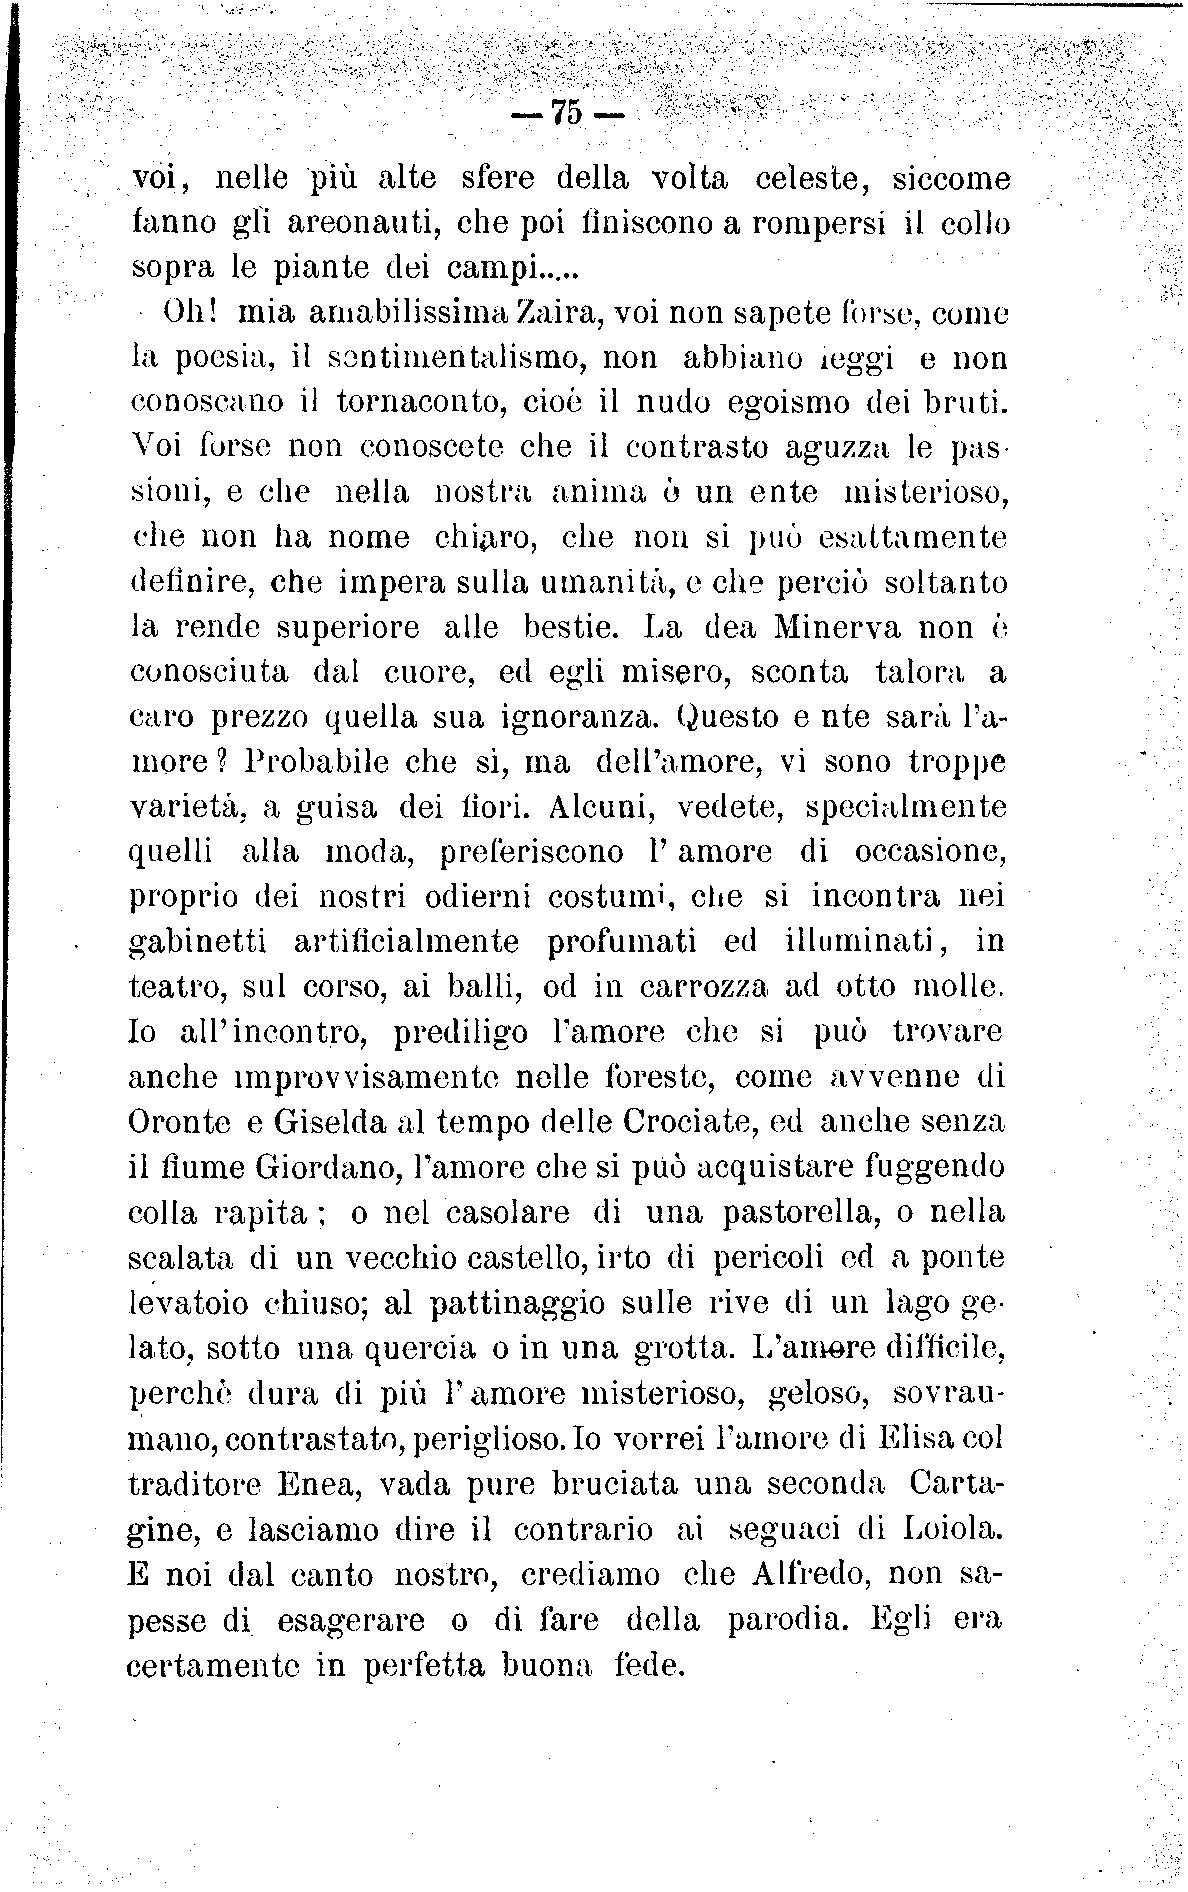 — 75 —
voi, nelle più alte sfere della volta celeste, siccome
fanno gli areonauti, che poi finiscono a rompersi il collo
sopra le piante dei campi.....
Oh! mia amabilissima Zaira, voi non sapete forse, come
la poesia, il sentimentalismo, non abbiano leggi e non
conoscano il tornaconto, cioè il nudo egoismo dei bruti.
Voi forse non conoscete che il contrasto aguzza le pas-
sioni, e che nella nostra anima è un ente misterioso,
che non ha nome chiaro, che non si può esattamente
definire, che impera sulla umanità, e che perciò soltanto
la rende superiore alle bestie. La dea Minerva non è
conosciuta dal cuore, ed egli misero, sconta talora a
caro prezzo quella sua ignoranza. Questo e nte sarà l'a-
more? Probabile che si, ma dell'amore, vi sono troppe
varietà, a guisa dei fiori. Alcuni, vedete, specialmente
quelli alla moda, preferiscono l' amore di occasione,
proprio dei nostri odierni costumi, che si incontra nei
gabinetti artificialmente profumati ed illuminati, in
teatro, sul corso, ai balli, od in carrozza ad otto molle.
Io all'incontro, prediligo l'amore che si può trovare
anche improvvisamente nelle foreste, come avvenne di
Oronte e Giselda al tempo delle Crociate, ed anche senza
il fiume Giordano, l'amore che si può acquistare fuggendo
colla rapita; o nel casolare di una pastorella, o nella
scalata di un vecchio castello, irto di pericoli ed a ponte
levatoio chiuso; al pattinaggio sulle rive di un lago ge-
lato, sotto una quercia o in una grotta. L'amore difficile,
perchè dura di più l'amore misterioso, geloso, sovrau-
mano, contrastato, periglioso. Io vorrei l'amore di Elisa col
traditore Enea, vada pure bruciata una seconda Carta-
gine, e lasciamo dire il contrario ai seguaci di Loiola.
E noi dal canto nostro, crediamo che Alfredo, non sa-
pesse di esagerare o di fare della parodia. Egli era
certamente in perfetta buona fede.